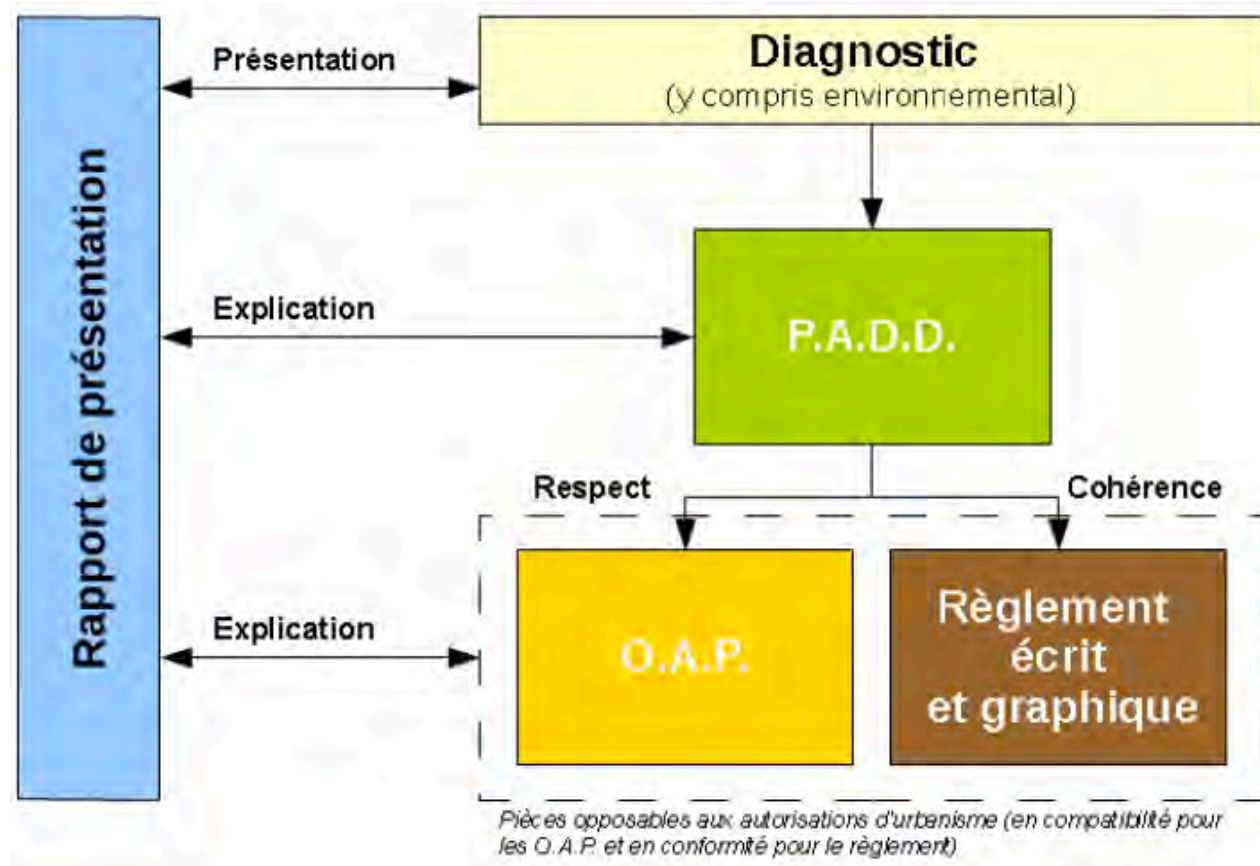 Rapport de présentation
Présentation
Diagnostic
(y compris environnemental)
Explication
P.A.D.D.
Respect
Cohérence
Explication
O.A.P.
Règlement
écrit
et graphique
Pièces opposables aux autorisations d'urbanisme (en compatibilité pour
les O.A.P. et en conformité pour le règlement)